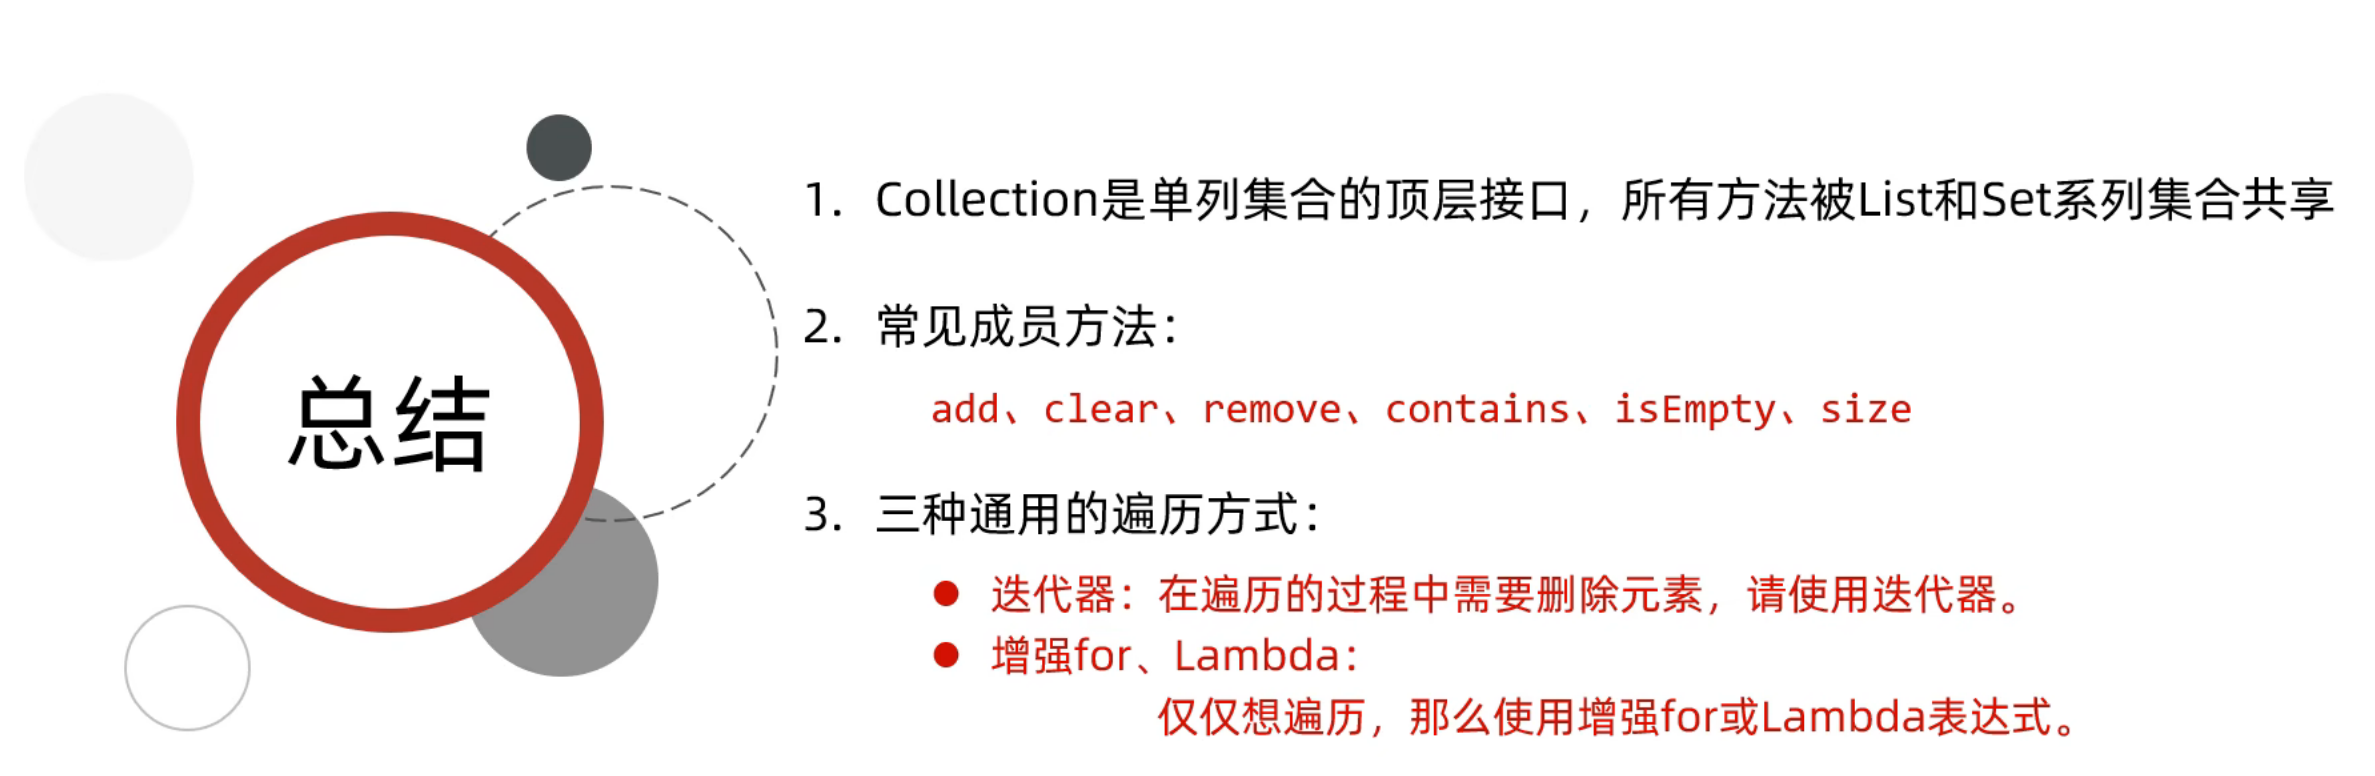 总结
1. Collection是单列集合的顶层接口，所有方法被List和Set系列集合共享
2. 常见成员方法：
add、clear、remove、contains、isEmpty、size
3. 三种通用的遍历方式：
● 迭代器：在遍历的过程中需要删除元素，请使用迭代器。
● 增强for、Lambda：
仅仅想遍历，那么使用增强for或Lambda表达式。